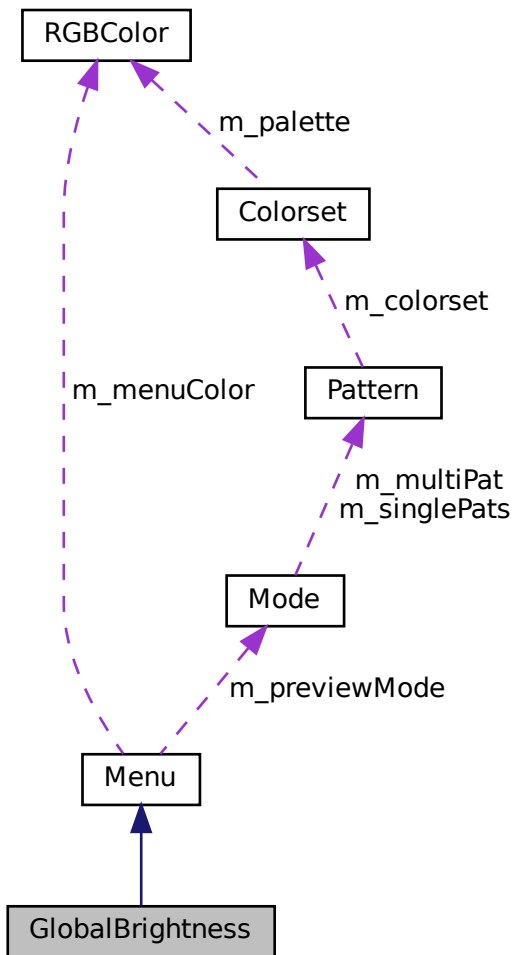 RGBColor
m_palette
Colorset
m_colorset
m_menuColor
Pattern
m_multiPat
m_singlePats
Mode
m_previewMode
Menu
GlobalBrightness